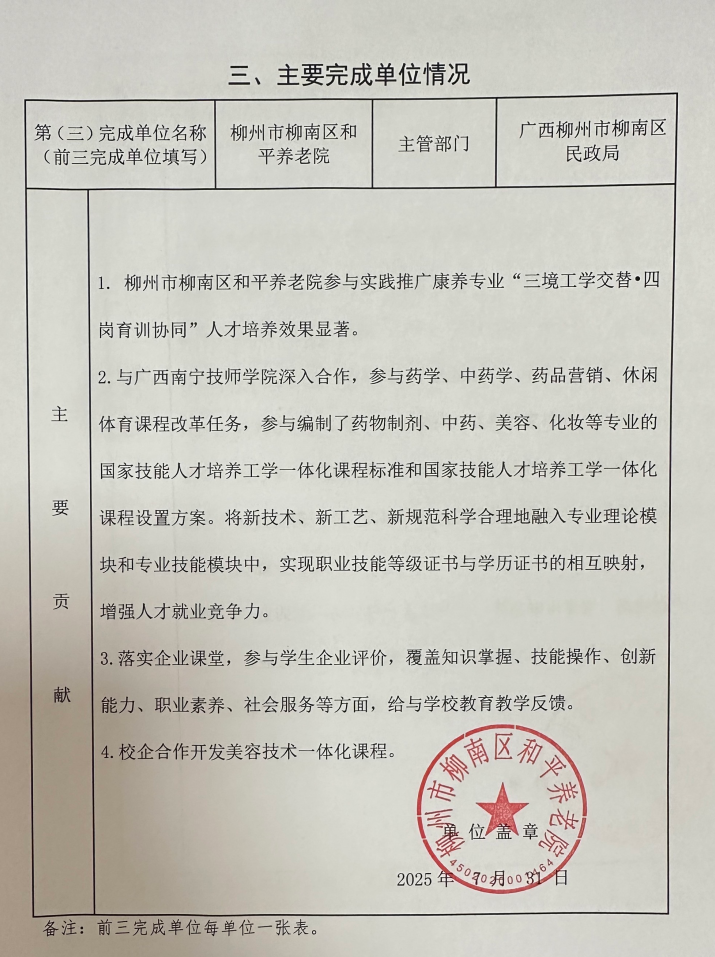 三、主要完成单位情况
第（三）完成单位名称
（前三完成单位填写）
柳州市柳南区和
平养老院
主管部门
广西柳州市柳南区
民政局
主要贡献
1. 柳州市柳南区和平养老院参与实践推广康养专业“三境工学交替•四
岗育训协同”人才培养效果显著。
2.与广西南宁技师学院深入合作，参与药学、中药学、药品营销、休闲
体育课程改革任务，参与编制了药物制剂、中药、美容、化妆等专业的
国家技能人才培养工学一体化课程标准和国家技能人才培养工学一体化
课程设置方案。将新技术、新工艺、新规范科学合理地融入专业理论模
块和专业技能模块中，实现职业技能等级证书与学历证书的相互映射，
增强人才就业竞争力。
3.落实企业课堂，参与学生企业评价，覆盖知识掌握、技能操作、创新
能力、职业素养、社会服务等方面，给与学校教育教学反馈。
4.校企合作开发美容技术一体化课程。
柳州市柳南区和平养老院
单位盖章
2025年 7月 31日
备注：前三完成单位每单位一张表。